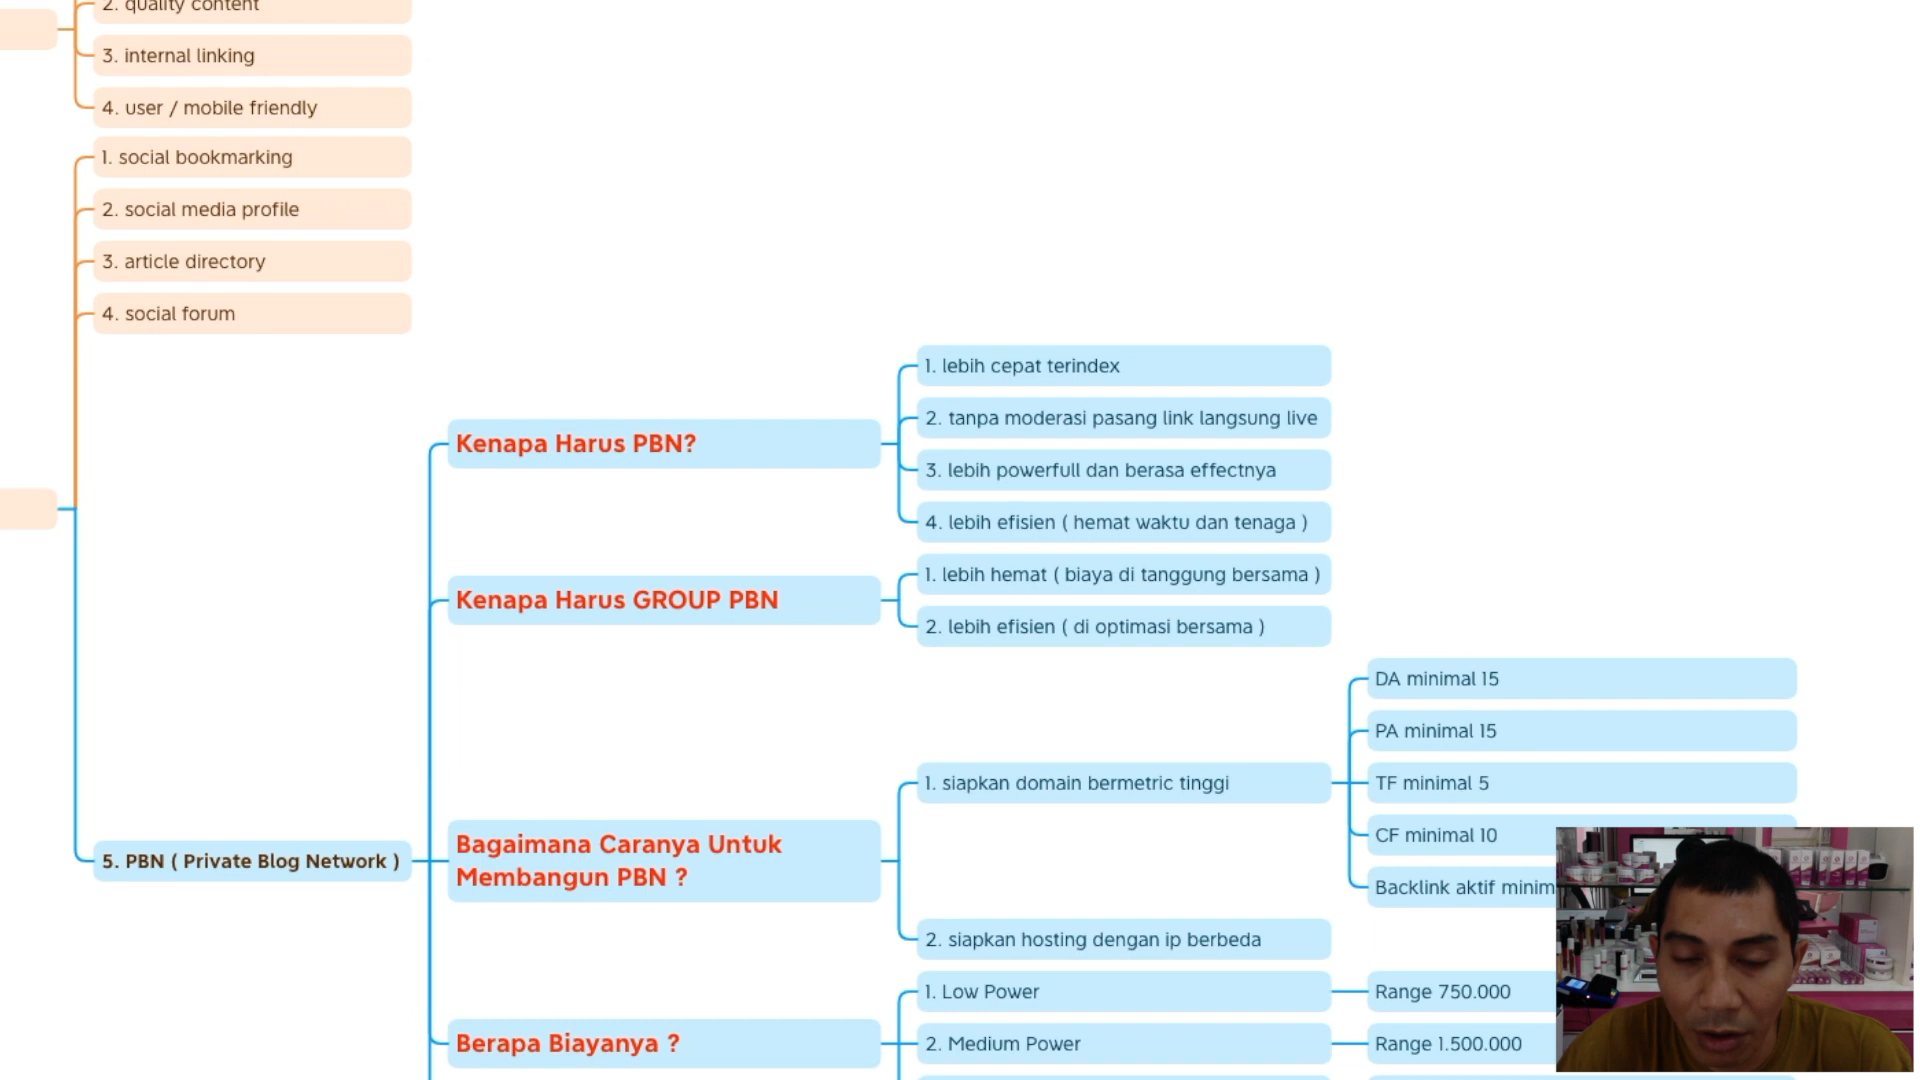 2. quality content
3. internal linking
4. user / mobile friendly
1. social bookmarking
2. social media profile
3. article directory
4. social forum
5. PBN ( Private Blog Network )
Kenapa Harus PBN?
1. lebih cepat terindex
2. tanpa moderasi pasang link langsung live
3. lebih powerfull dan berasa effectnya
4. lebih efisien ( hemat waktu dan tenaga )
Kenapa Harus GROUP PBN
1. lebih hemat ( biaya di tanggung bersama )
2. lebih efisien ( di optimasi bersama )
Bagaimana Caranya Untuk
Membangun PBN ?
1. siapkan domain bermetric tinggi
DA minimal 15
PA minimal 15
TF minimal 5
CF minimal 10
Backlink aktif minim
2. siapkan hosting dengan ip berbeda
Berapa Biayanya ?
1. Low Power
Range 750.000
2. Medium Power
Range 1.500.000